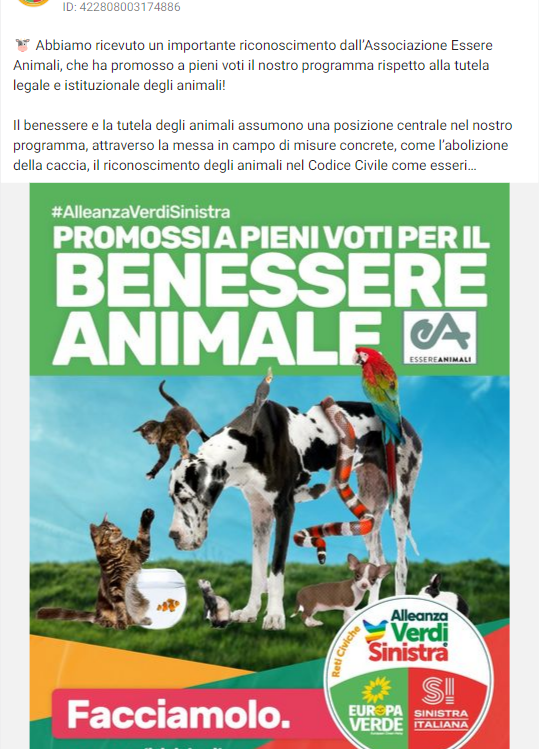 ID: 422808003174886
🐮 Abbiamo ricevuto un importante riconoscimento dall'Associazione Essere
Animali, che ha promosso a pieni voti il nostro programma rispetto alla tutela
legale e istituzionale degli animali!
Il benessere e la tutela degli animali assumono una posizione centrale nel nostro
programma, attraverso la messa in campo di misure concrete, come l'abolizione
della caccia, il riconoscimento degli animali nel Codice Civile come esseri...
#AlleanzaVerdiSinistra
PROMOSSI A PIENI VOTI PER IL
BENESSERE
ANIMALE
eA
ESSEREANIMALI
Reti Civiche
Alleanza
Verdi
Sinistra
EUROPA
VERDE
SI
SINISTRA
ITALIANA
Facciamolo.